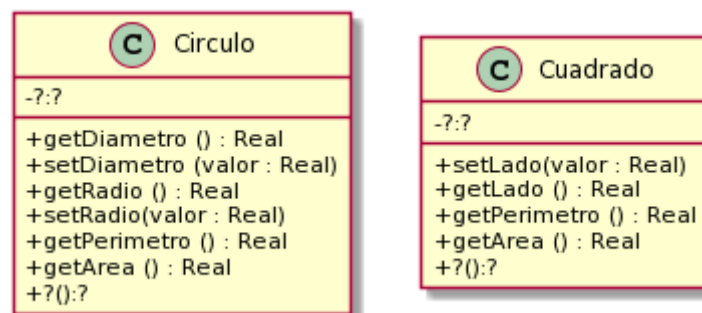 C Circulo
-?:?
+getDiametro () : Real
+setDiametro (valor : Real)
+getRadio () : Real
+setRadio(valor : Real)
+getPerimetro () : Real
+getArea () : Real
+?():?
C Cuadrado
-?:?
+setLado(valor : Real)
+getLado () : Real
+getPerimetro () : Real
+getArea () : Real
+?():?